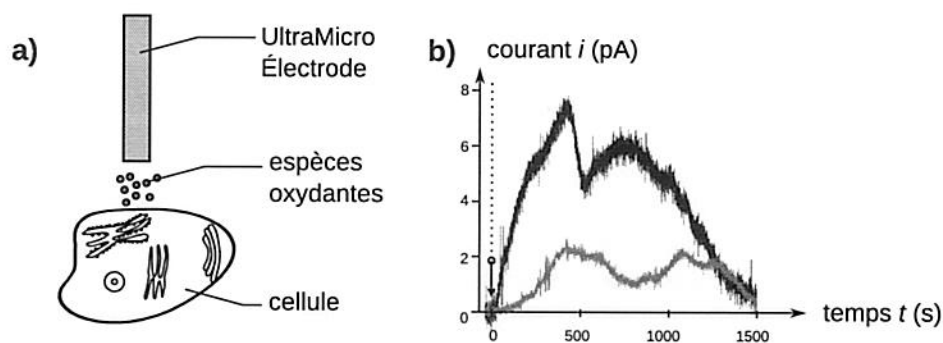 a)
UltraMicro
Électrode
espèces
oxydantes
cellule
b)
courant i (pA)
8
6
4
2
0
0 500 1000 1500
temps t (s)